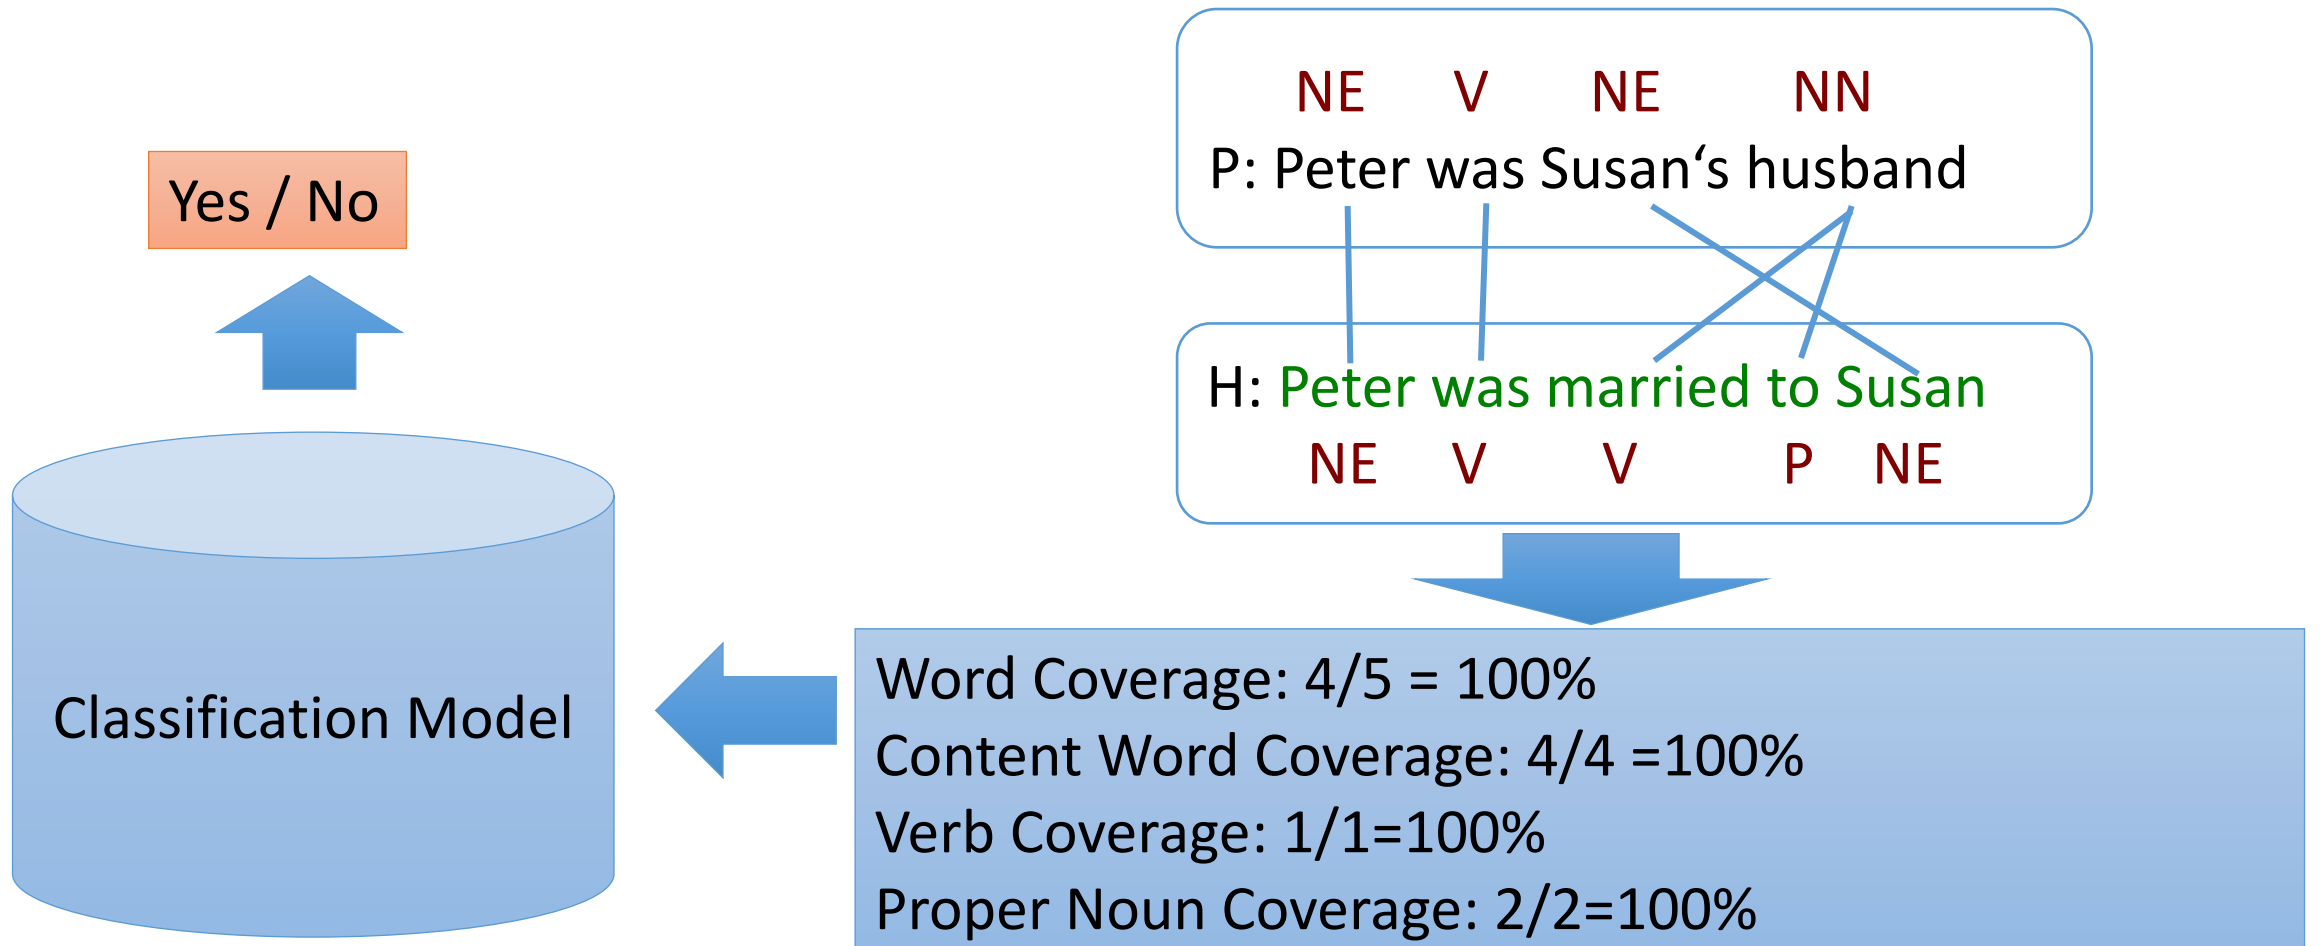 NE V NE NN
P: Peter was Susan‘s husband
Yes / No
H: Peter was married to Susan
NE V V P NE
Classification Model
Word Coverage: 4/5 = 100%
Content Word Coverage: 4/4 =100%
Verb Coverage: 1/1=100%
Proper Noun Coverage: 2/2=100%